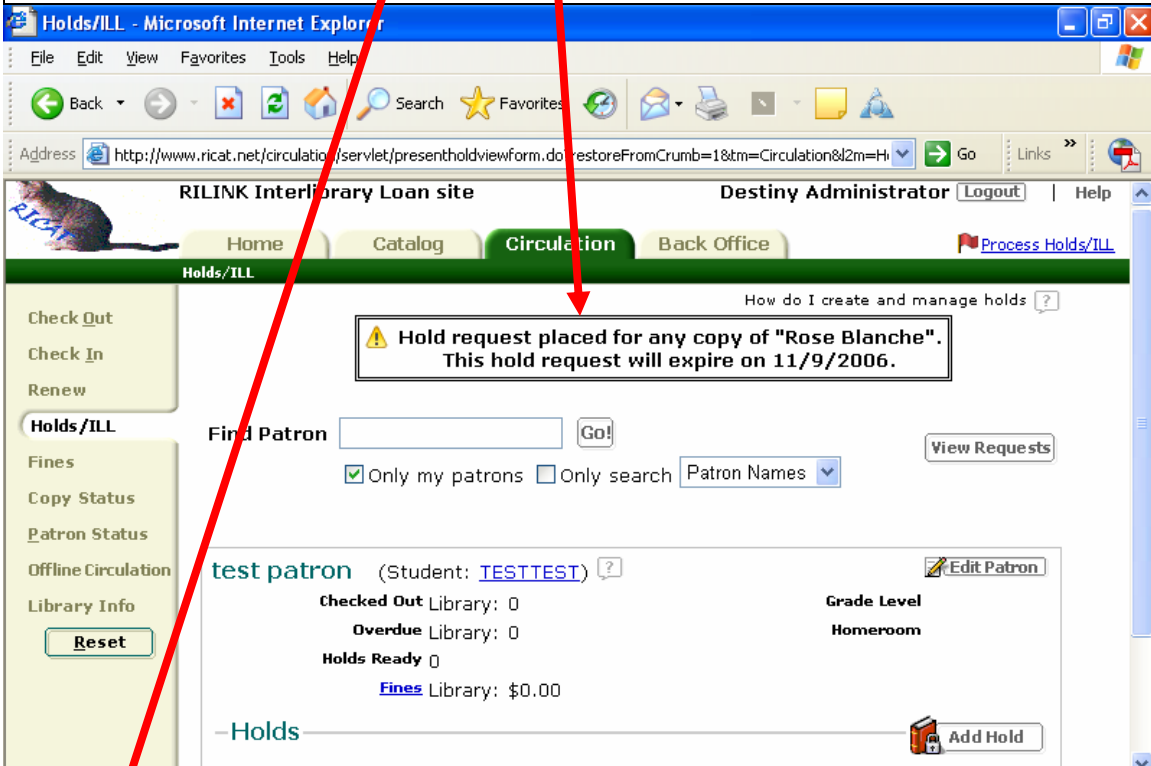 Holds/ILL - Microsoft Internet Explorer
File Edit View Favorites Tools Help
Back Search Favorites
Address http://www.ricat.net/circulation/servlet/presentholdviewform.do?restoreFromCrumb=1&tm=Circulation&l2m=H Go Links »
RICAT RILINK Interlibrary Loan site Destiny Administrator Logout | Help
Home Catalog Circulation Back Office Process Holds/ILL
Holds/ILL
How do I create and manage holds ?
Check Out
Hold request placed for any copy of "Rose Blanche".
This hold request will expire on 11/9/2006.
Check In
Renew
Holds/ILL
Find Patron Go!
View Requests
Fines
Only my patrons Only search Patron Names
Copy Status
Patron Status
Offline Circulation
test patron (Student: TESTTEST) ? Edit Patron
Library Info
Checked Out Library: 0 Grade Level
Reset
Overdue Library: 0 Homeroom
Holds Ready 0
Fines Library: $0.00
Holds Add Hold